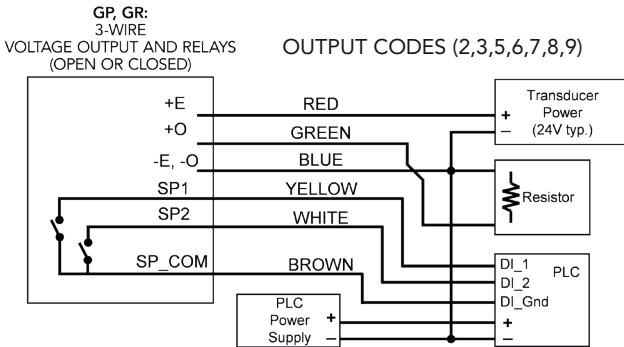 GP, GR:
3-WIRE
VOLTAGE OUTPUT AND RELAYS
(OPEN OR CLOSED)
OUTPUT CODES (2,3,5,6,7,8,9)
+E
RED
+O
GREEN
-E, -O
BLUE
SP1
YELLOW
SP2
WHITE
SP_COM
BROWN
Transducer
Power
(24V typ.)
+
–
Resistor
DI_1
DI_2
DI_Gnd
PLC
+
–
PLC
Power
Supply
+
–